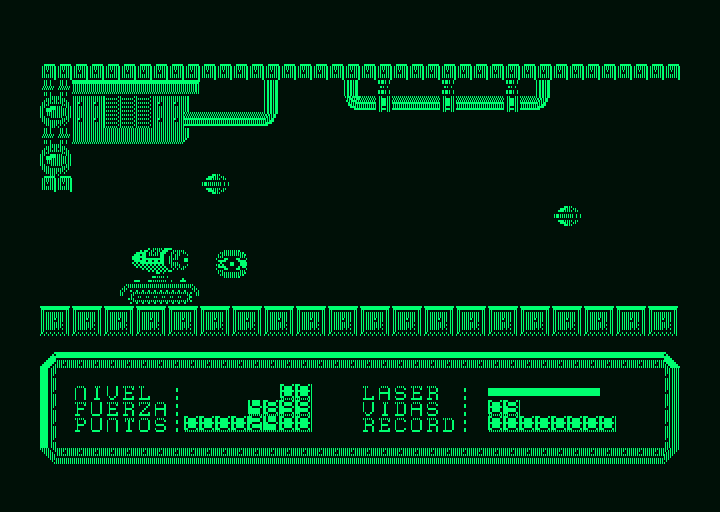 NIVEL :
FUERZA :
PUNTOS :
LASER :
VIDAS :
RECORD :